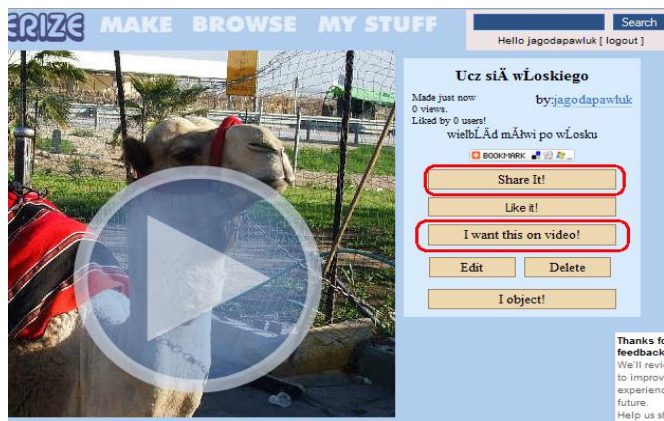 ERIZE MAKE BROWSE MY STUFF
Search
Hello jagodapawluk [ logout ]
Ucz siÄ wĹoskiego
Made just now
0 views.
Liked by 0 users!
by:jagodapawluk
wielbĹÄd mĂłwi po wĹosku
BOOKMARK
Share It!
Like it!
I want this on video!
Edit Delete
I object!
Thanks fo
feedback
We'll revie
to improv
experienc
future.
Help us sh